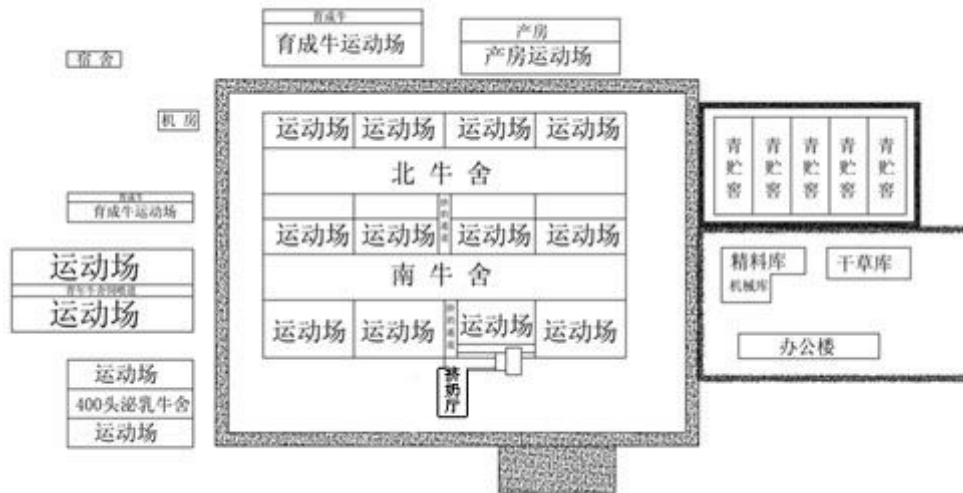 育成牛
育成牛运动场
产房
产房运动场
宿舍
机房
运动场 运动场 运动场 运动场
北牛舍
运动场 运动场 运动场 运动场
南牛舍
运动场 运动场 运动场 运动场
挤奶厅
青贮窖 青贮窖 青贮窖 青贮窖 青贮窖
育成牛
育成牛运动场
运动场
运动场
运动场
400头泌乳牛舍
运动场
精料库
机械库
干草库
办公楼